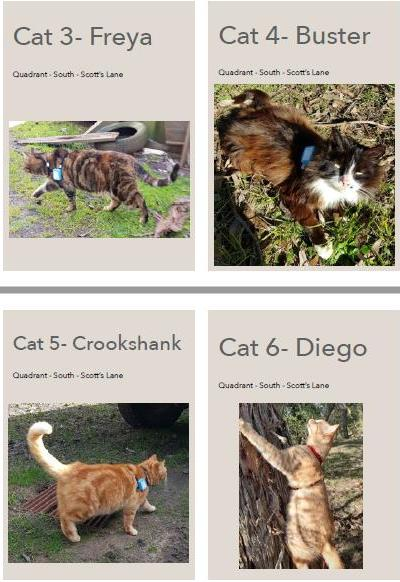 Cat 3- Freya
Quadrant - South - Scott's Lane
Cat 4- Buster
Quadrant - South - Scott's Lane
Cat 5- Crookshank
Quadrant - South - Scott's Lane
Cat 6- Diego
Quadrant - South - Scott's Lane